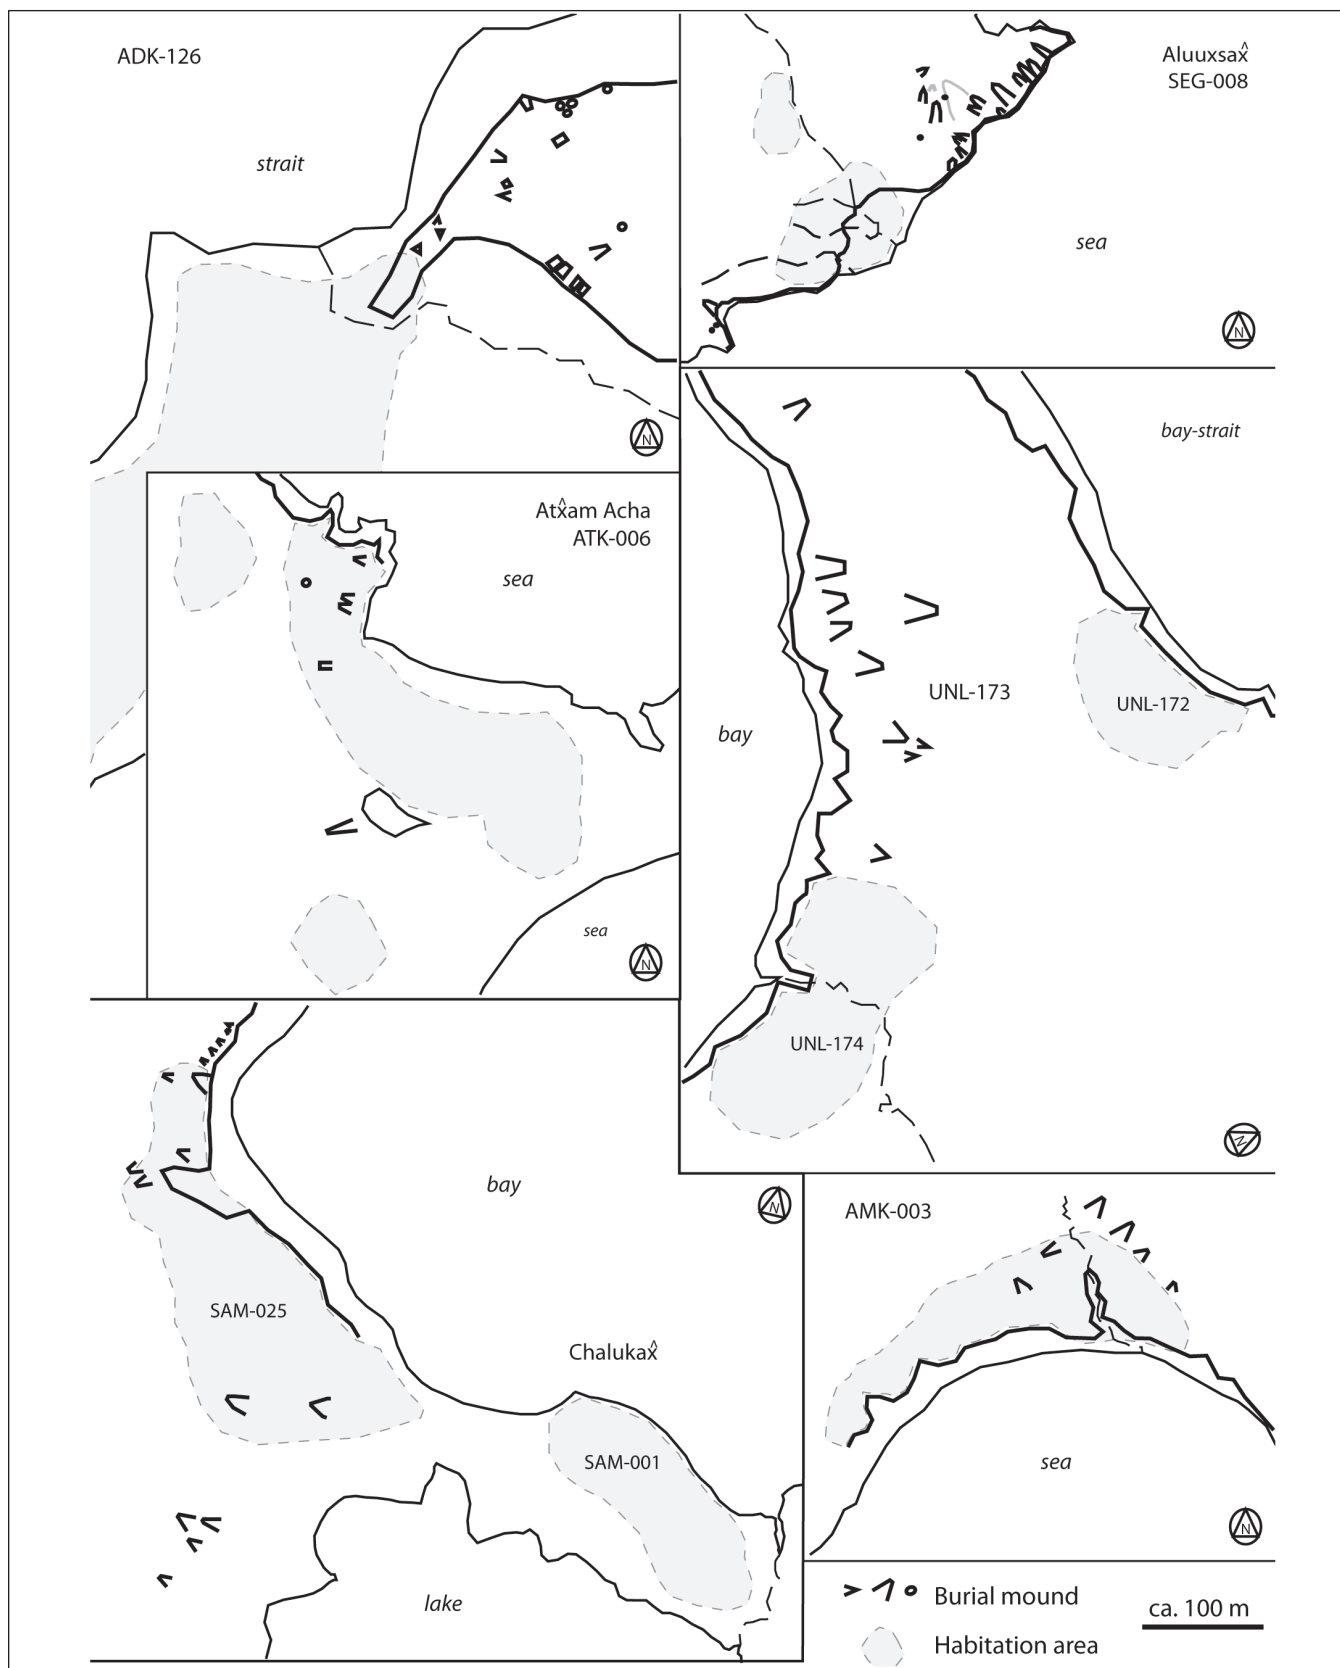 ADK-126
strait
N
Aluuxsax̂
SEG-008
sea
N
Atx̂am Acha
ATK-006
sea
sea
N
bay-strait
UNL-173
UNL-172
bay
UNL-174
N
bay
N
SAM-025
Chalukax̂
SAM-001
lake
AMK-003
sea
N
Burial mound
Habitation area
ca. 100 m